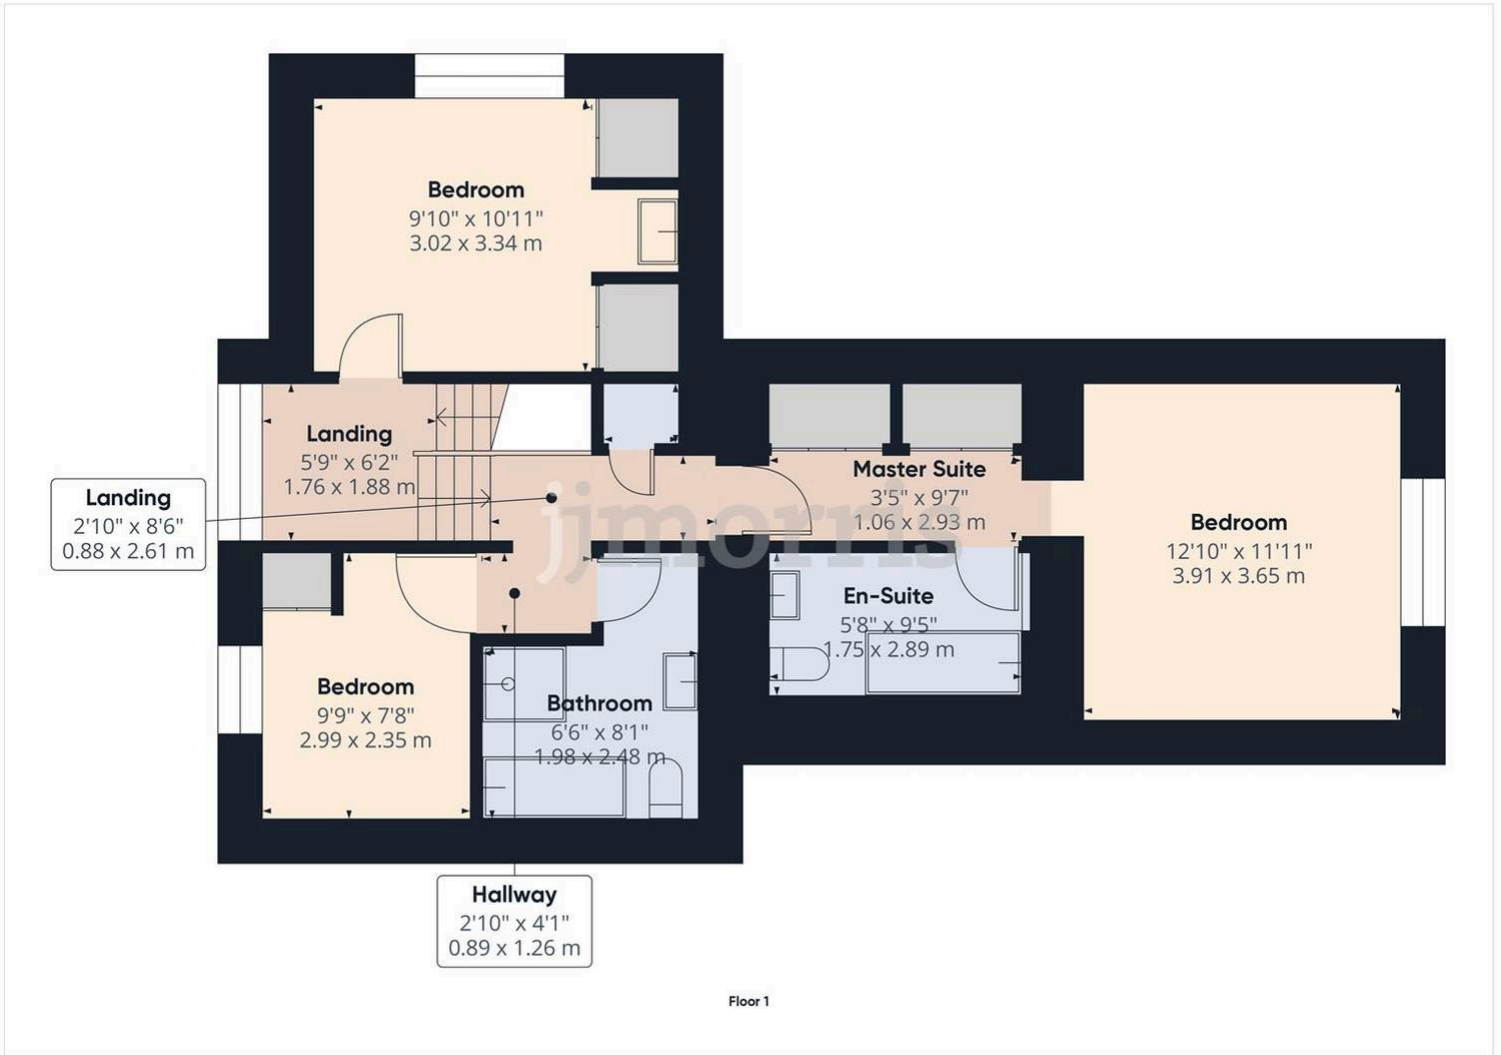 Bedroom
9'10" x 10'11"
3.02 x 3.34 m
Landing
5'9" x 6'2"
1.76 x 1.88 m
Landing
2'10" x 8'6"
0.88 x 2.61 m
Master Suite
3'5" x 9'7"
1.06 x 2.93 m
jjmorris
Bedroom
12'10" x 11'11"
3.91 x 3.65 m
En-Suite
5'8" x 9'5"
1.75 x 2.89 m
Bedroom
9'9" x 7'8"
2.99 x 2.35 m
Bathroom
6'6" x 8'1"
1.98 x 2.48 m
Hallway
2'10" x 4'1"
0.89 x 1.26 m
Floor 1